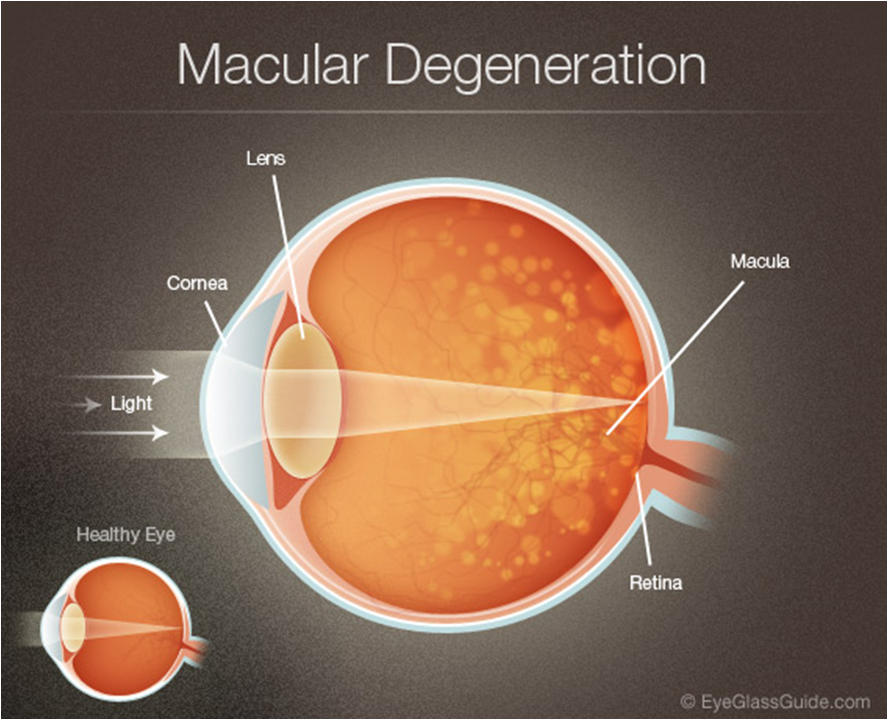 Macular Degeneration
Lens
Macula
Cornea
Light
Healthy Eye
Retina
© EyeGlassGuide.com